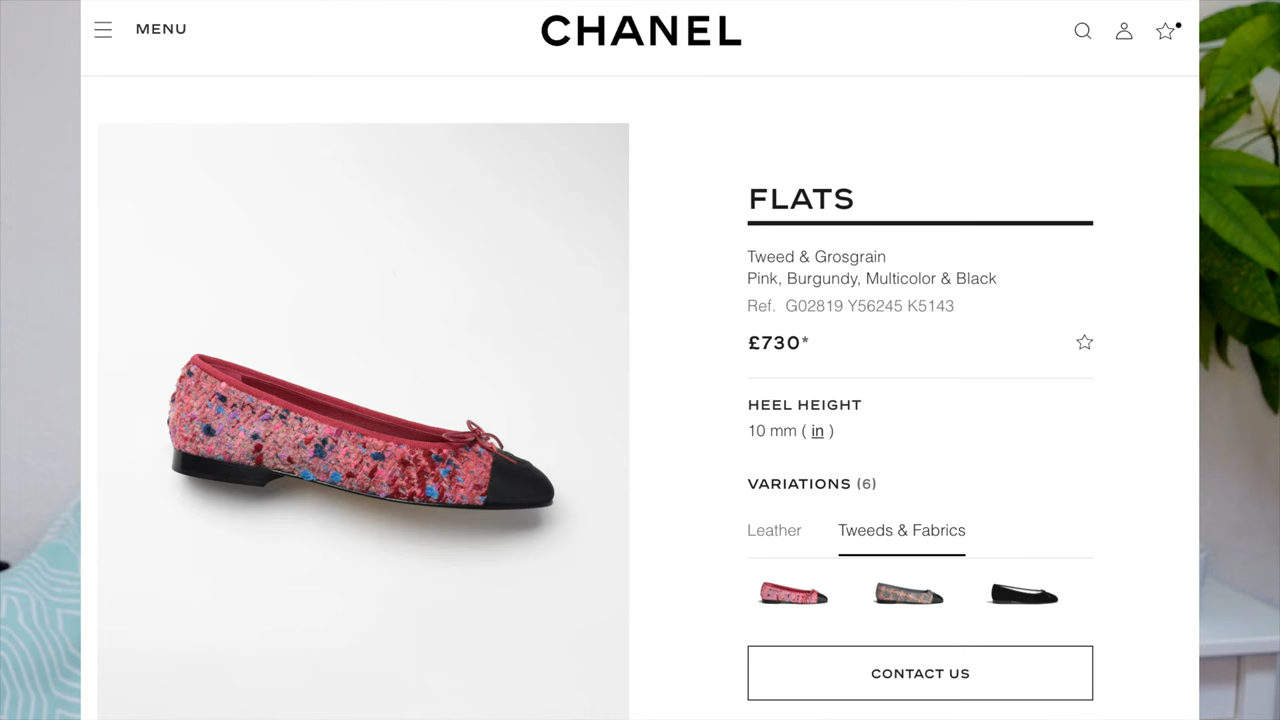 MENU
CHANEL
FLATS
Tweed & Grosgrain
Pink, Burgundy, Multicolor & Black
Ref. G02819 Y56245 K5143
£730*
HEEL HEIGHT
10 mm ( in )
VARIATIONS (6)
Leather
Tweeds & Fabrics
CONTACT US